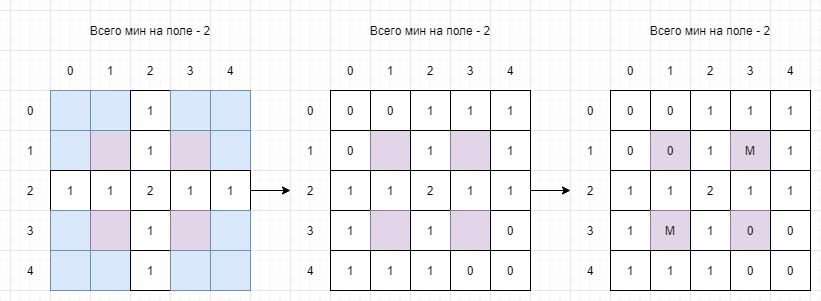 Всего мин на поле - 2 Всего мин на поле - 2 Всего мин на поле - 2
0 1 2 3 4 0 1 2 3 4 0 1 2 3 4
0 1 0 0 0 1 1 1 0 0 0 1 1 1
1 1 1 0 1 1 1 0 0 1 M 1
2 1 1 2 1 1 2 1 1 2 1 1 2 1 1 2 1 1
3 1 3 1 1 0 3 1 M 1 0 0
4 1 4 1 1 1 0 0 4 1 1 1 0 0